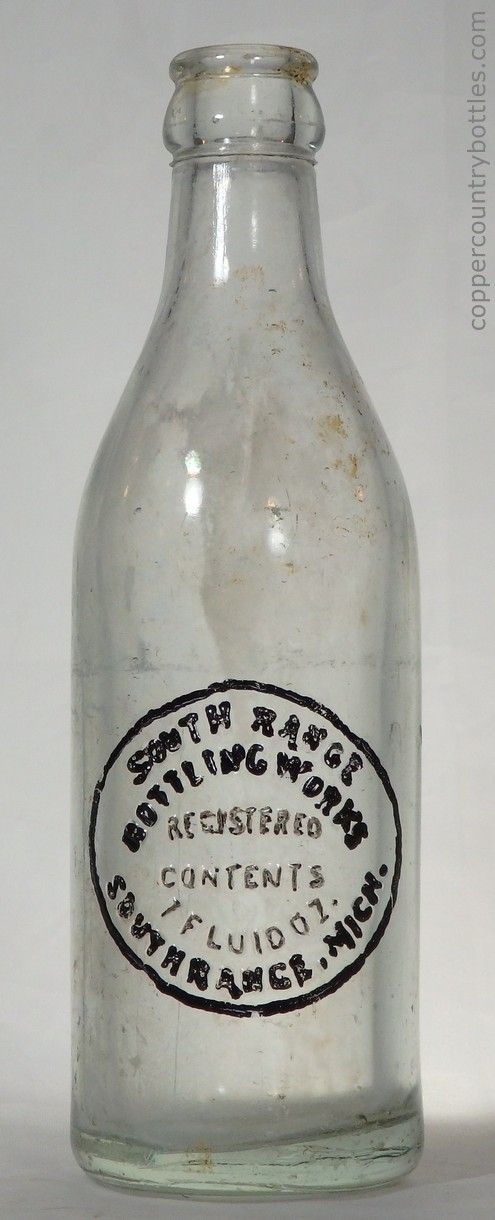 coppercountrybottles.com
SOUTH RANGE
BOTTLING WORKS
REGISTERED
CONTENTS
7 FLUID OZ.
SOUTH RANGE, MICH.